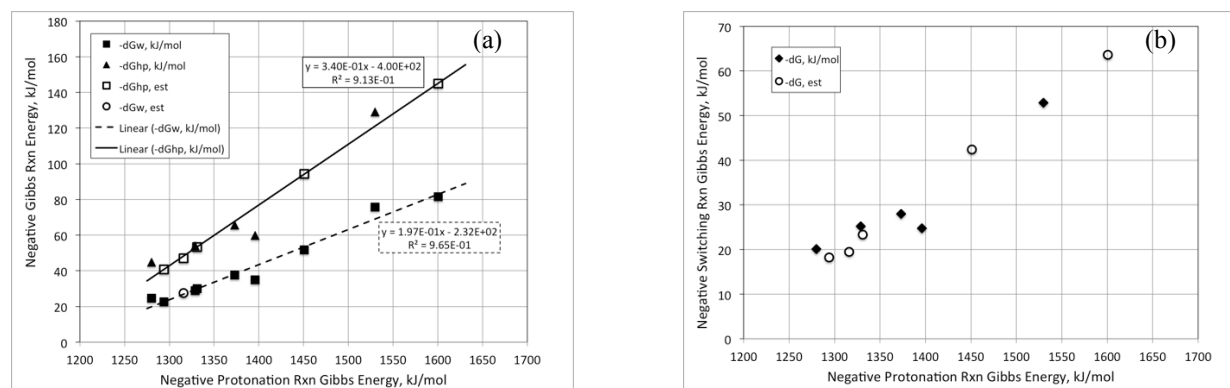 (a)
Negative Gibbs Rxn Energy, kJ/mol
180
160
140
120
100
80
60
40
20
0
-dGw, kJ/mol
-dGhp, kJ/mol
-dGhp, est
-dGw, est
Linear (-dGw, kJ/mol)
Linear (-dGhp, kJ/mol)
y = 3.40E-01x - 4.00E+02
R² = 9.13E-01
y = 1.97E-01x - 2.32E+02
R² = 9.65E-01
1200 1250 1300 1350 1400 1450 1500 1550 1600 1650 1700
Negative Protonation Rxn Gibbs Energy, kJ/mol
(b)
Negative Switching Rxn Gibbs Energy, kJ/mol
70
60
50
40
30
20
10
0
-dG, kJ/mol
-dG, est
1200 1250 1300 1350 1400 1450 1500 1550 1600 1650 1700
Negative Protonation Rxn Gibbs Energy, kJ/mol